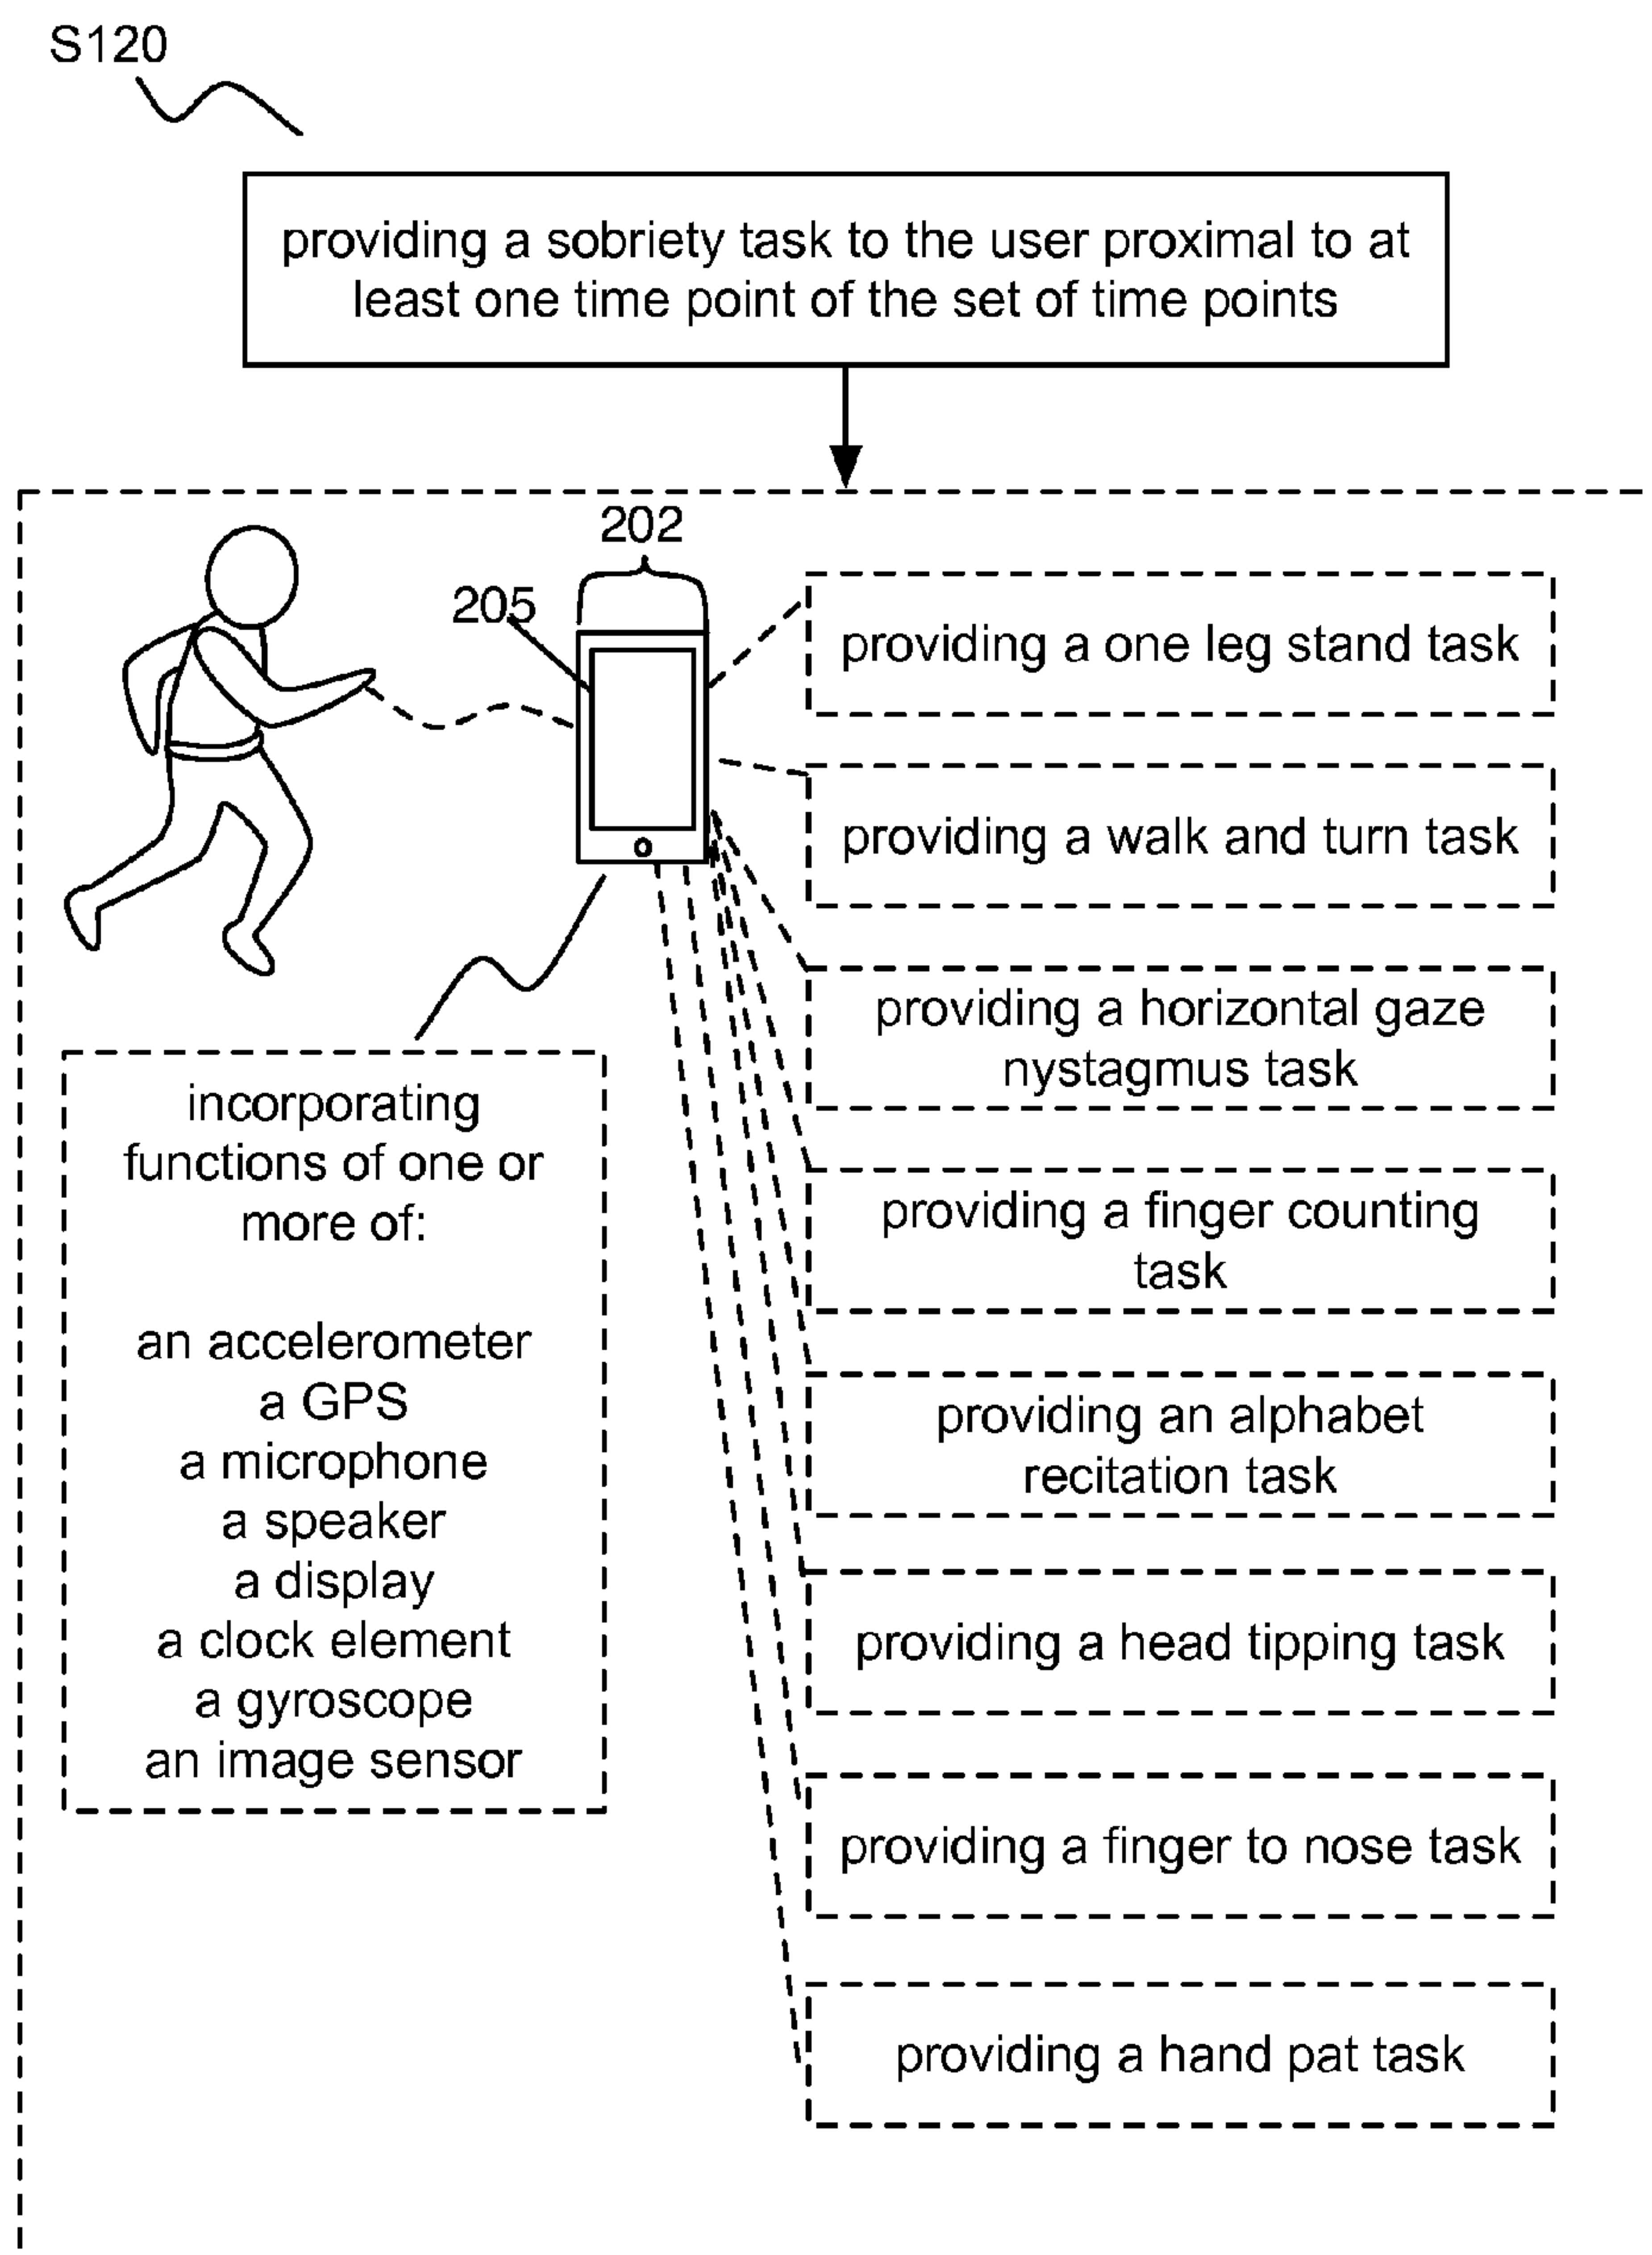 S120
providing a sobriety task to the user proximal to at
least one time point of the set of time points
202
205
providing a one leg stand task
providing a walk and turn task
providing a horizontal gaze
nystagmus task
providing a finger counting
task
providing an alphabet
recitation task
providing a head tipping task
providing a finger to nose task
providing a hand pat task
incorporating
functions of one or
more of:
an accelerometer
a GPS
a microphone
a speaker
a display
a clock element
a gyroscope
an image sensor